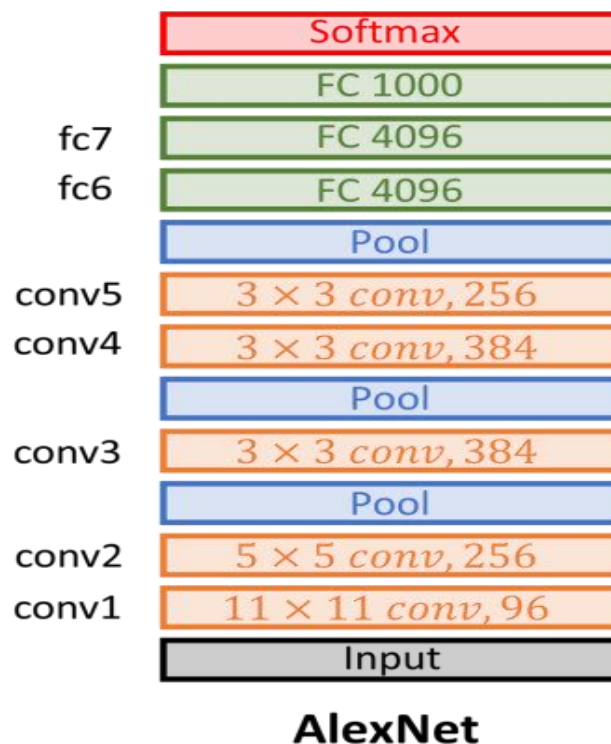 Softmax
FC 1000
fc7 FC 4096
fc6 FC 4096
Pool
conv5 3 × 3 conv, 256
conv4 3 × 3 conv, 384
Pool
conv3 3 × 3 conv, 384
Pool
conv2 5 × 5 conv, 256
conv1 11 × 11 conv, 96
Input
AlexNet